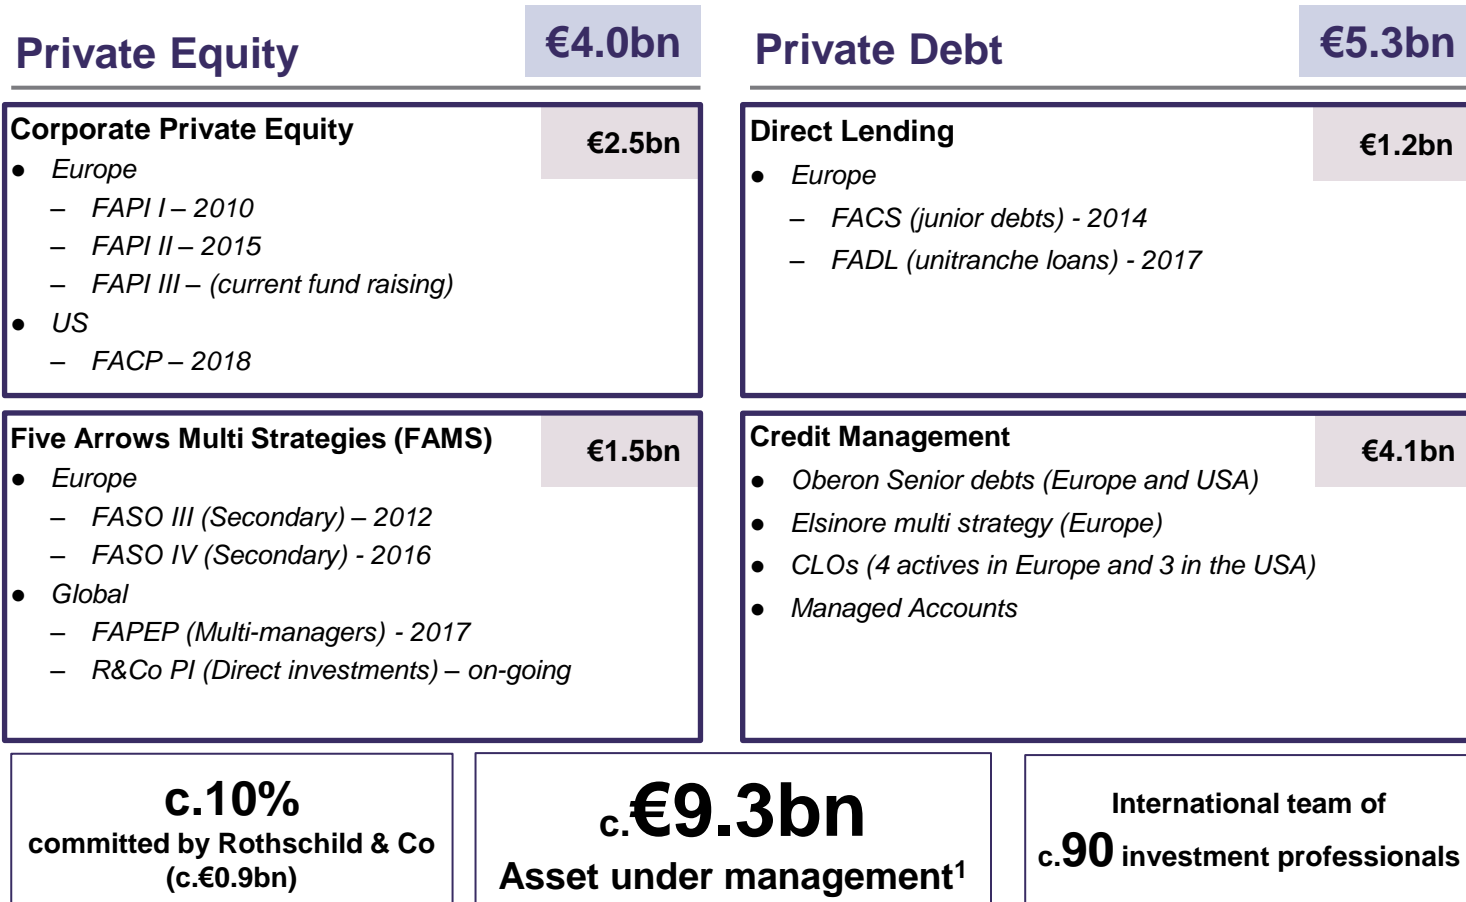 Private Equity
€4.0bn
Corporate Private Equity
€2.5bn
● Europe
– FAPI I – 2010
– FAPI II – 2015
– FAPI III – (current fund raising)
● US
– FACP – 2018
Five Arrows Multi Strategies (FAMS)
€1.5bn
● Europe
– FASO III (Secondary) – 2012
– FASO IV (Secondary) - 2016
● Global
– FAPEP (Multi-managers) - 2017
– R&Co PI (Direct investments) – on-going
Private Debt
€5.3bn
Direct Lending
€1.2bn
● Europe
– FACS (junior debts) - 2014
– FADL (unitranche loans) - 2017
Credit Management
€4.1bn
● Oberon Senior debts (Europe and USA)
● Elsinore multi strategy (Europe)
● CLOs (4 actives in Europe and 3 in the USA)
● Managed Accounts
c.10%
committed by Rothschild & Co
(c.€0.9bn)
c.€9.3bn
Asset under management¹
International team of
c.90 investment professionals